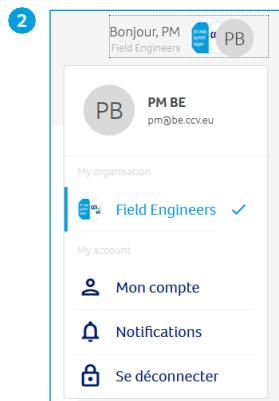 2
Bonjour, PM
Field Engineers
PB
PB
PM BE
pm@be.ccv.eu
My organisation
Field Engineers
My account
Mon compte
Notifications
Se déconnecter